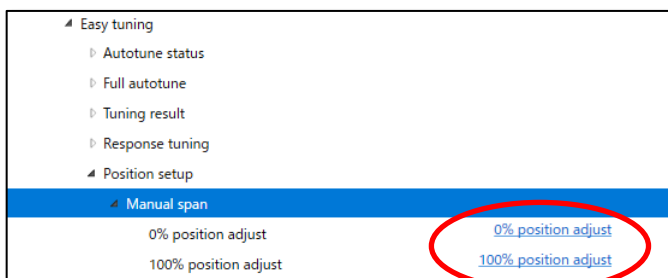 Easy tuning
Autotune status
Full autotune
Tuning result
Response tuning
Position setup
Manual span
0% position adjust 0% position adjust
100% position adjust 100% position adjust